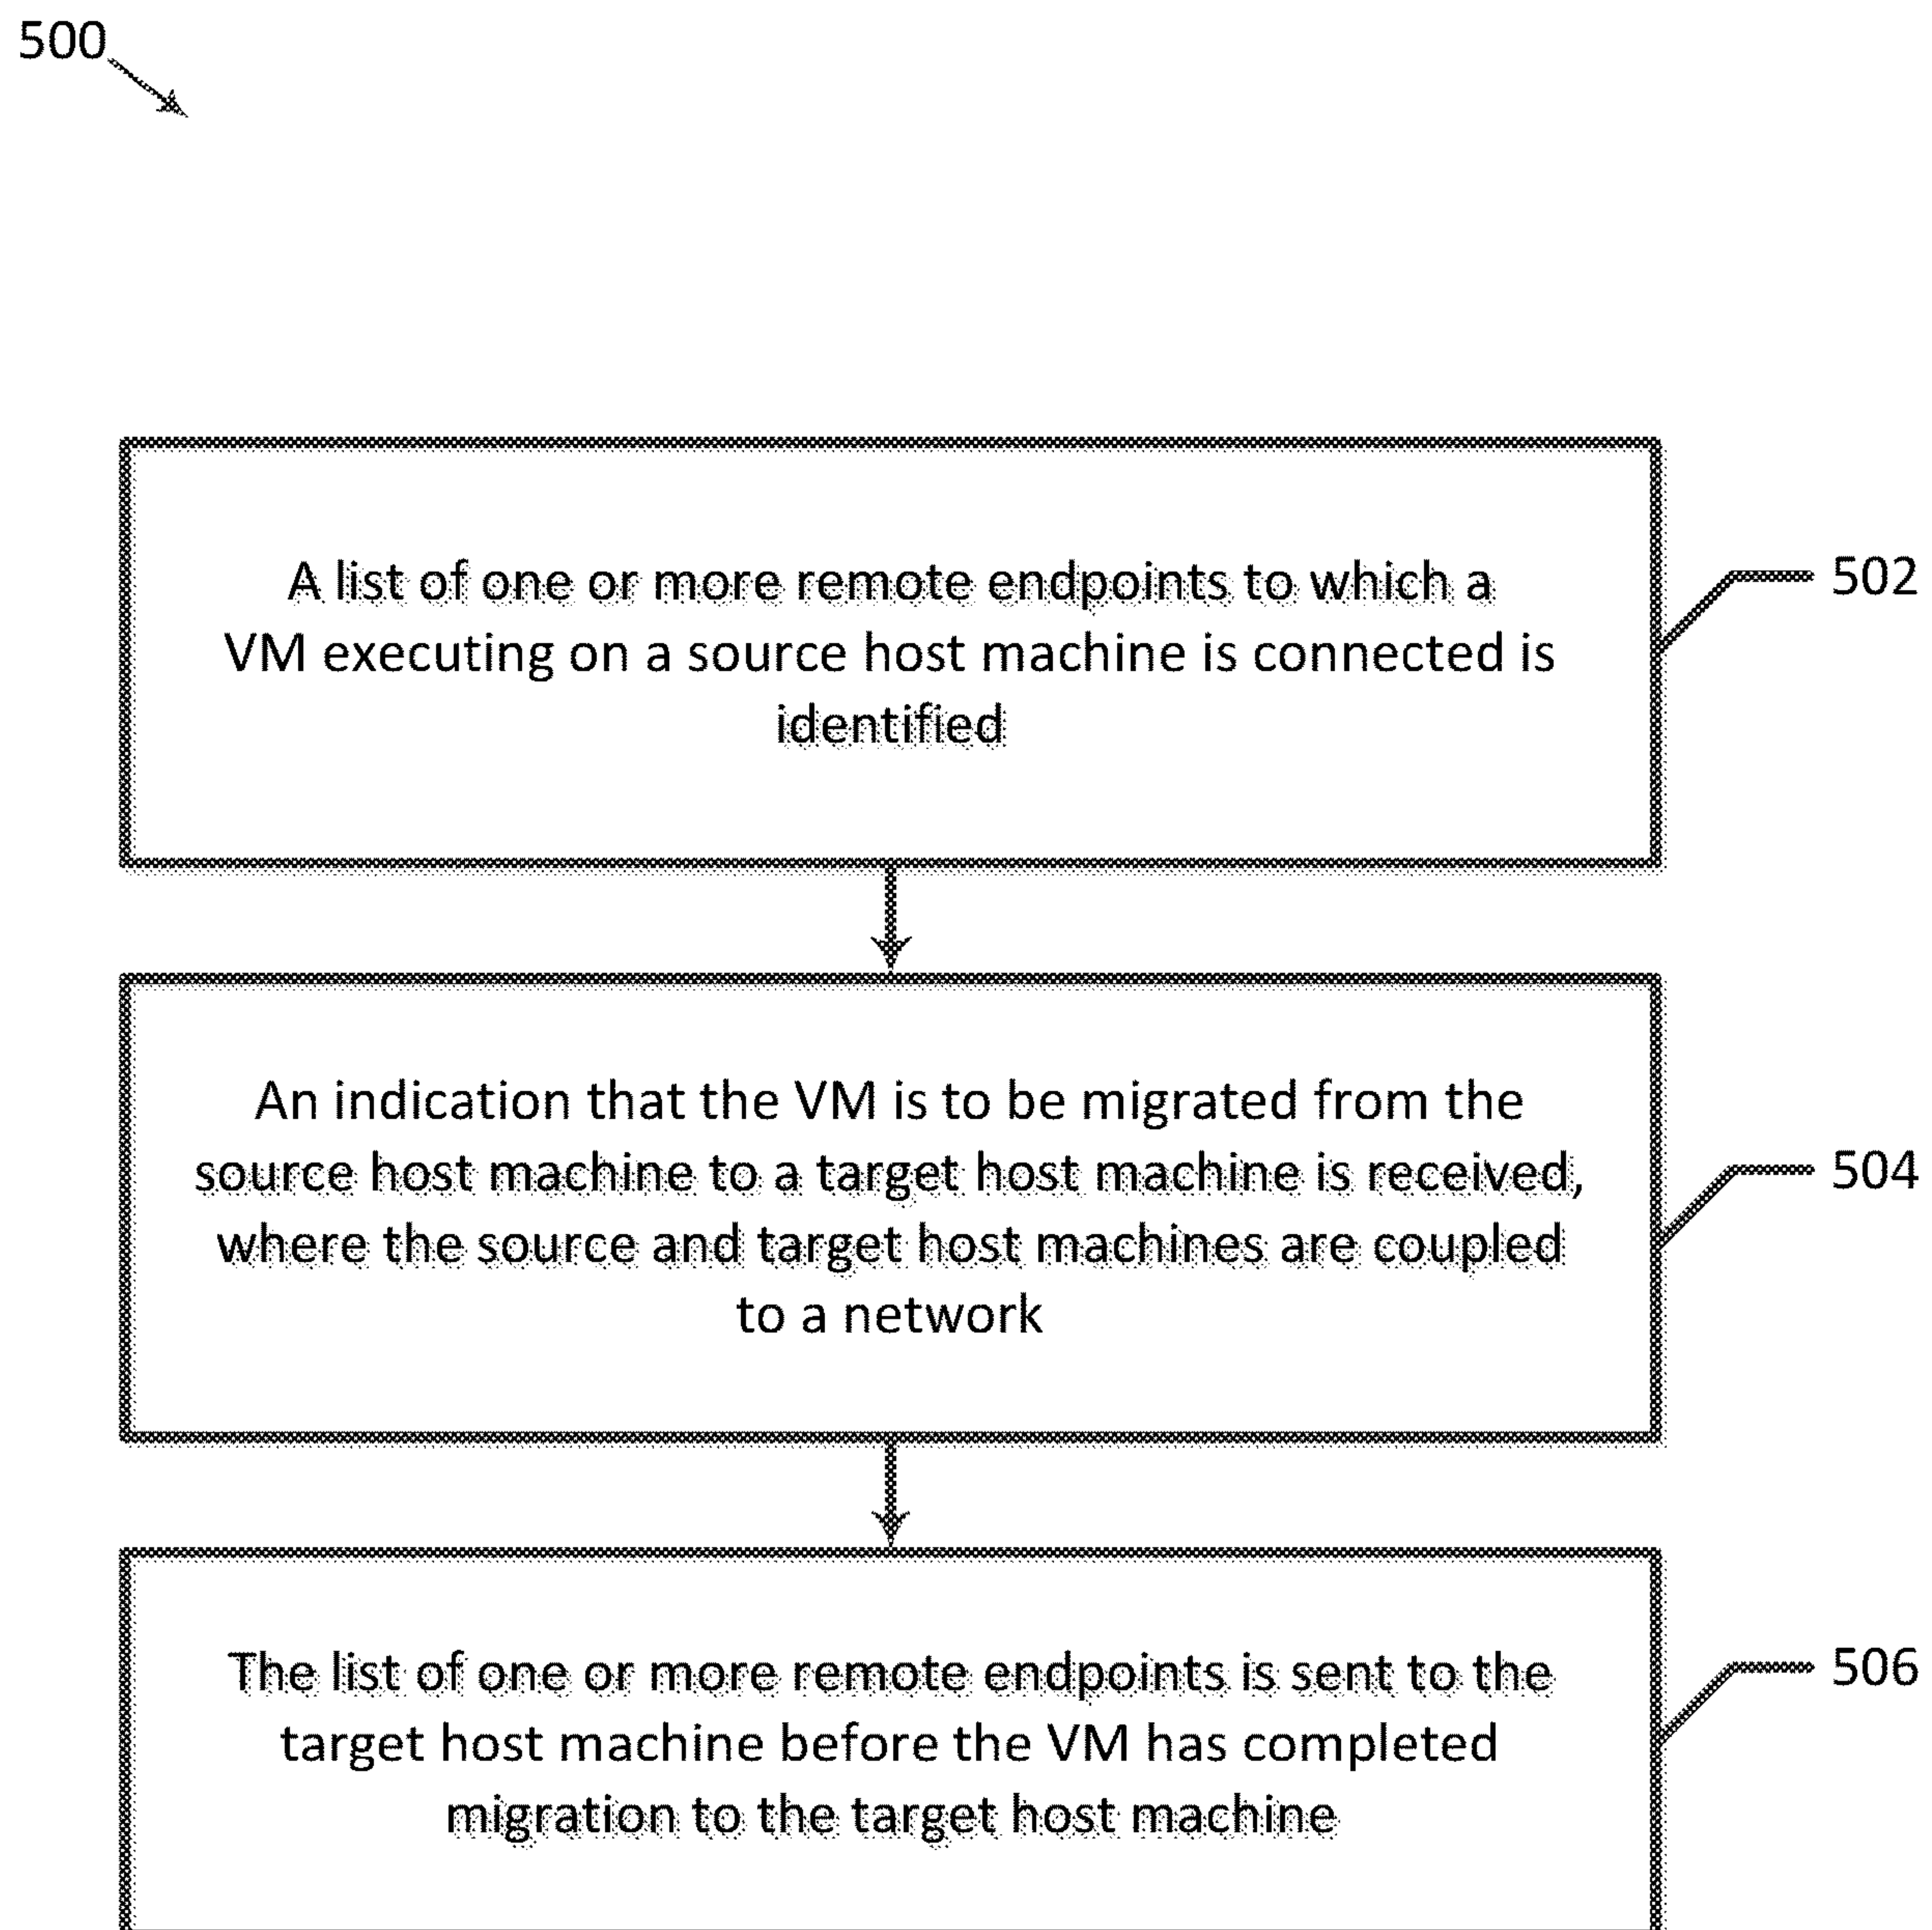 500
A list of one or more remote endpoints to which a
VM executing on a source host machine is connected is
identified
502
An indication that the VM is to be migrated from the
source host machine to a target host machine is received,
where the source and target host machines are coupled
to a network
504
The list of one or more remote endpoints is sent to the
target host machine before the VM has completed
migration to the target host machine
506